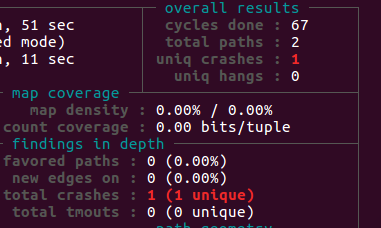 overall results
, 51 sec
cycles done : 67
ed mode)
total paths : 2
, 11 sec
uniq crashes : 1
uniq hangs : 0
map coverage
map density : 0.00% / 0.00%
count coverage : 0.00 bits/tuple
findings in depth
favored paths : 0 (0.00%)
new edges on : 0 (0.00%)
total crashes : 1 (1 unique)
total tmouts : 0 (0 unique)
path geometry